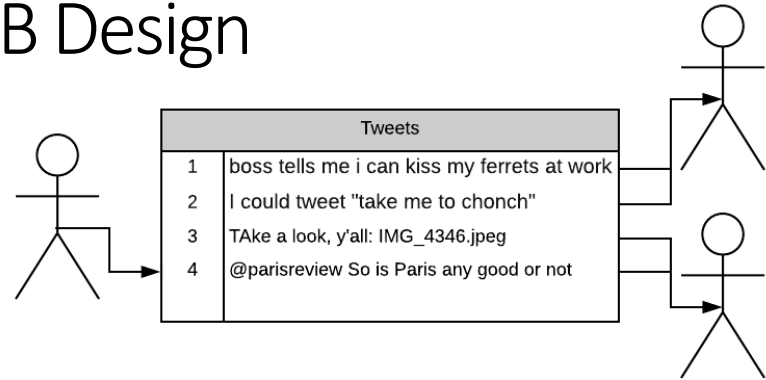 B Design
Tweets
1 boss tells me i can kiss my ferrets at work
2 I could tweet "take me to chonch"
3 TAke a look, y'all: IMG_4346.jpeg
4 @parisreview So is Paris any good or not